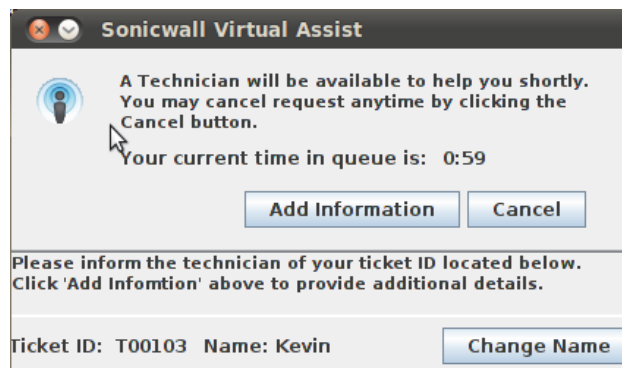 Sonicwall Virtual Assist
A Technician will be available to help you shortly.
You may cancel request anytime by clicking the
Cancel button.
Your current time in queue is: 0:59
Add Information Cancel
Please inform the technician of your ticket ID located below.
Click 'Add Infomtion' above to provide additional details.
Ticket ID: T00103 Name: Kevin Change Name